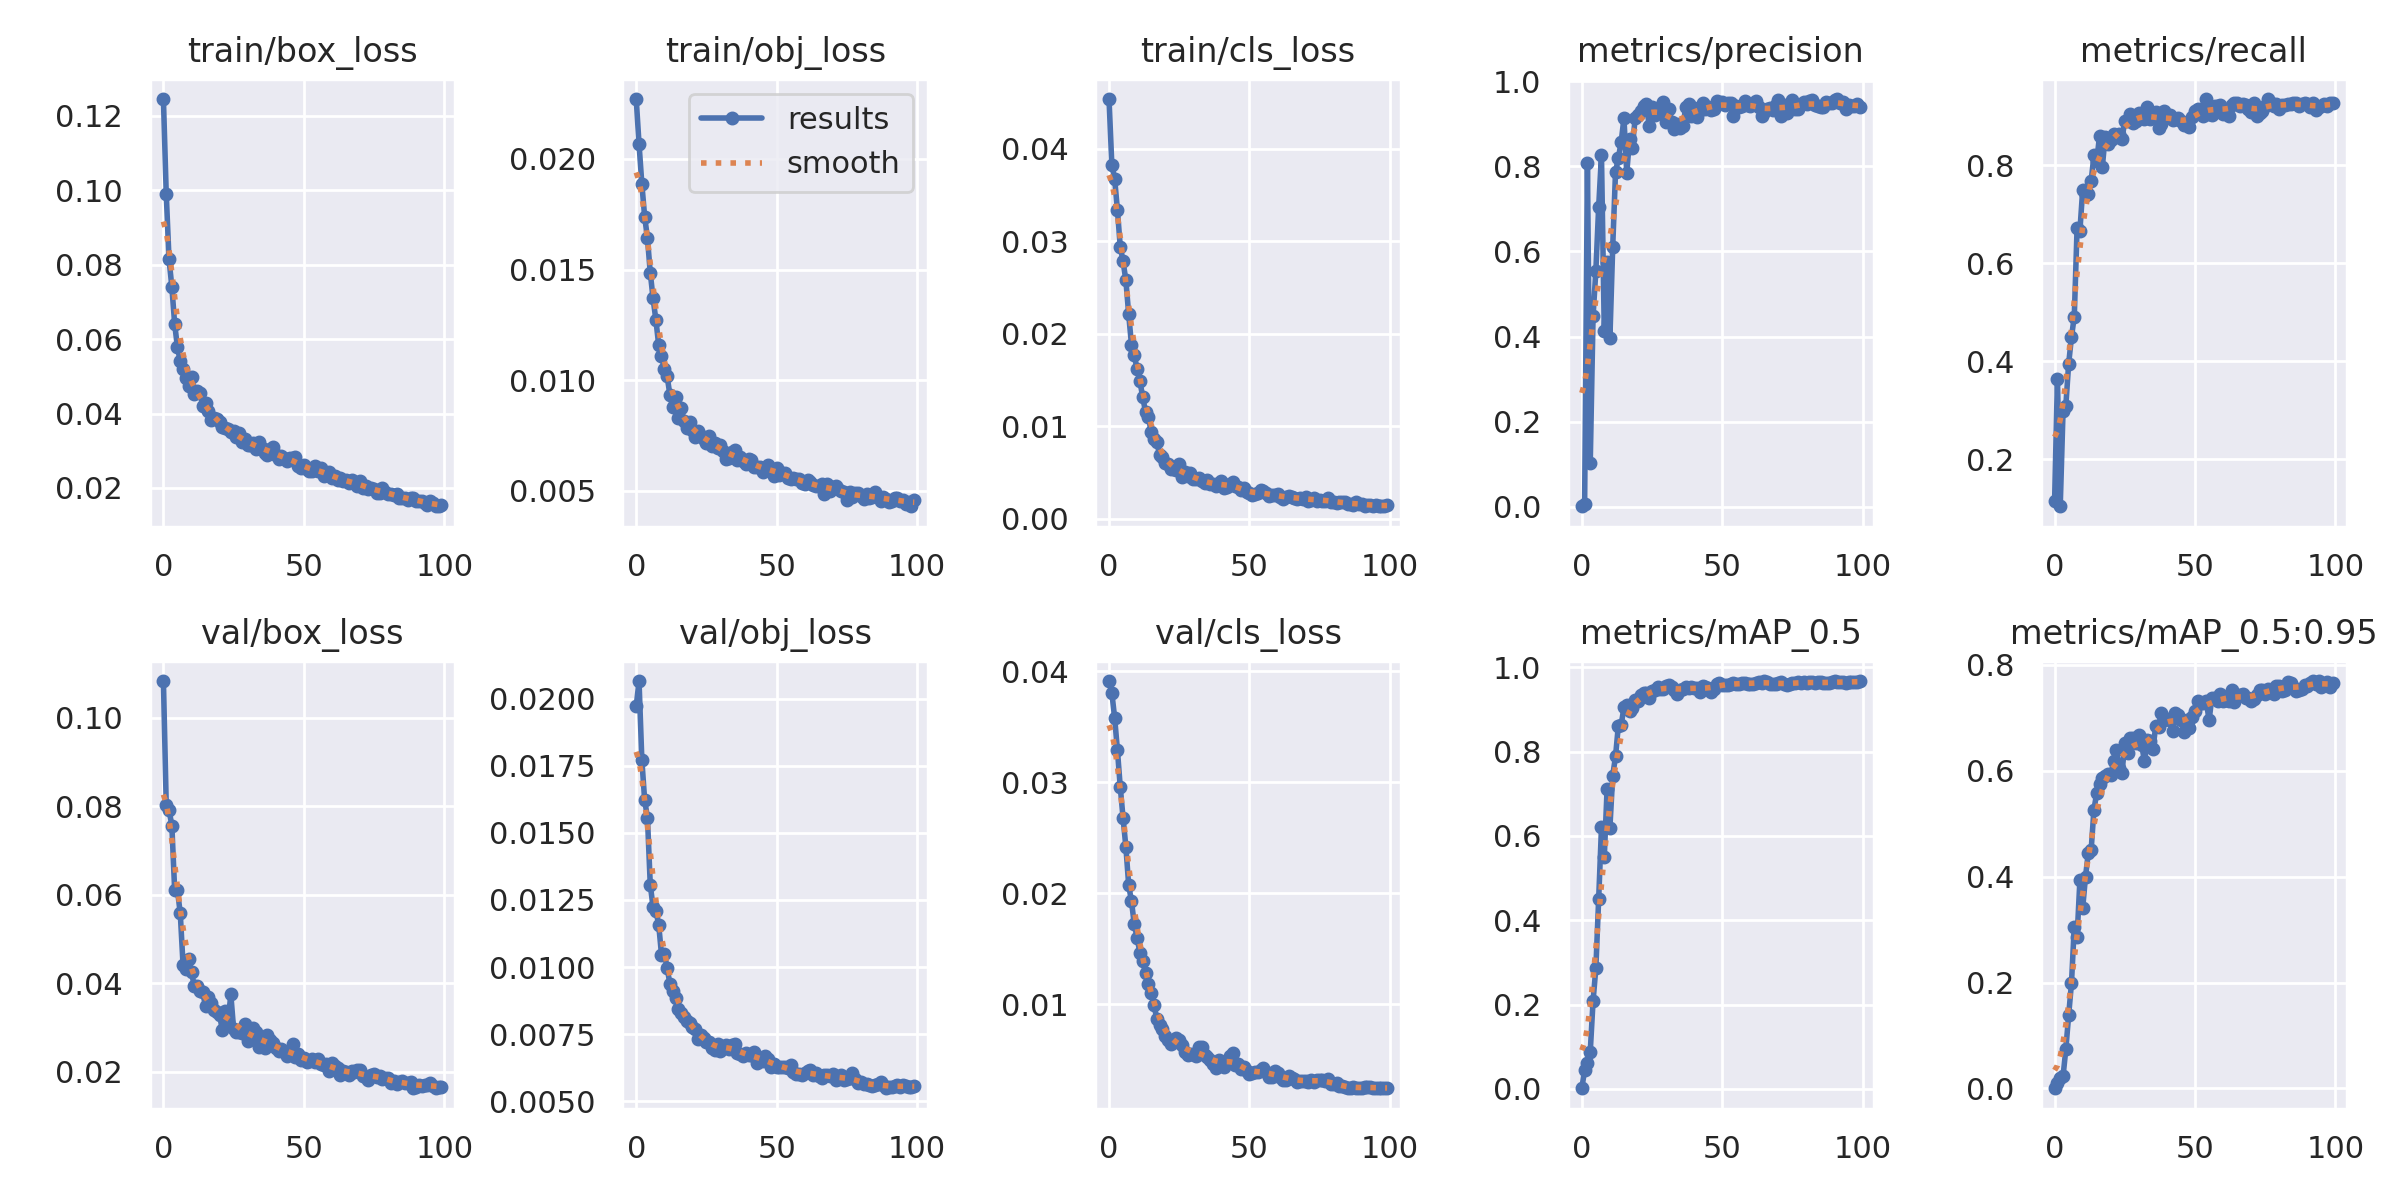 train/box_loss
0.12
0.10
0.08
0.06
0.04
0.02
0 50 100
train/obj_loss
results
smooth
0.020
0.015
0.010
0.005
0 50 100
train/cls_loss
0.04
0.03
0.02
0.01
0.00
0 50 100
metrics/precision
1.0
0.8
0.6
0.4
0.2
0.0
0 50 100
metrics/recall
0.8
0.6
0.4
0.2
0 50 100
val/box_loss
0.10
0.08
0.06
0.04
0.02
0 50 100
val/obj_loss
0.0200
0.0175
0.0150
0.0125
0.0100
0.0075
0.0050
0 50 100
val/cls_loss
0.04
0.03
0.02
0.01
0 50 100
metrics/mAP_0.5
1.0
0.8
0.6
0.4
0.2
0.0
0 50 100
metrics/mAP_0.5:0.95
0.8
0.6
0.4
0.2
0.0
0 50 100